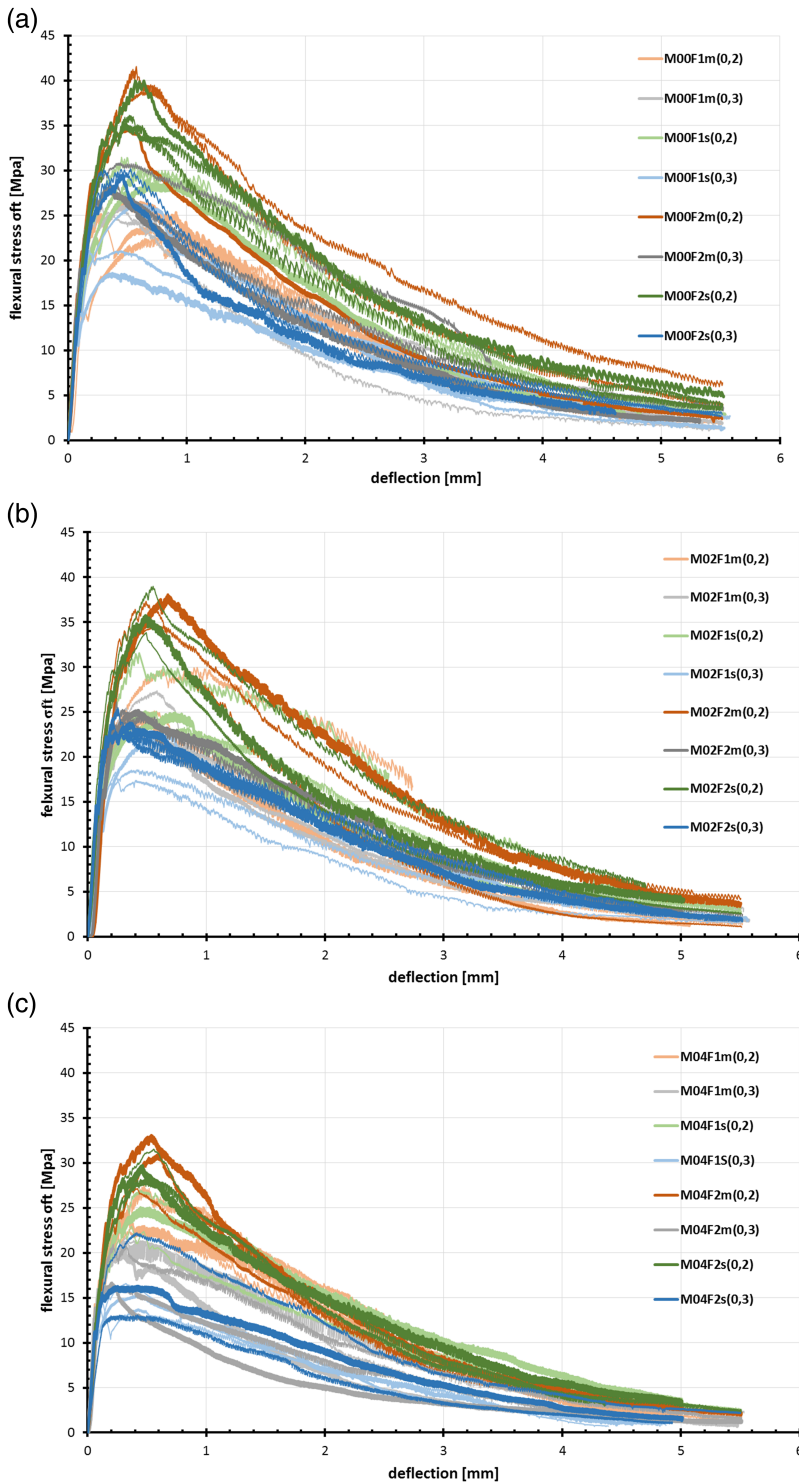 (a)
45
40
35
30
25
20
15
10
5
0
flexural stress σft [Mpa]
M00F1m(0,2)
M00F1m(0,3)
M00F1s(0,2)
M00F1s(0,3)
M00F2m(0,2)
M00F2m(0,3)
M00F2s(0,2)
M00F2s(0,3)
0 1 2 3 4 5 6
deflection [mm]
(b)
45
40
35
30
25
20
15
10
5
0
felxural stress σft [Mpa]
M02F1m(0,2)
M02F1m(0,3)
M02F1s(0,2)
M02F1s(0,3)
M02F2m(0,2)
M02F2m(0,3)
M02F2s(0,2)
M02F2s(0,3)
0 1 2 3 4 5 6
deflection [mm]
(c)
45
40
35
30
25
20
15
10
5
0
flexural stress σft [Mpa]
M04F1m(0,2)
M04F1m(0,3)
M04F1s(0,2)
M04F1S(0,3)
M04F2m(0,2)
M04F2m(0,3)
M04F2s(0,2)
M04F2s(0,3)
0 1 2 3 4 5 6
deflection [mm]